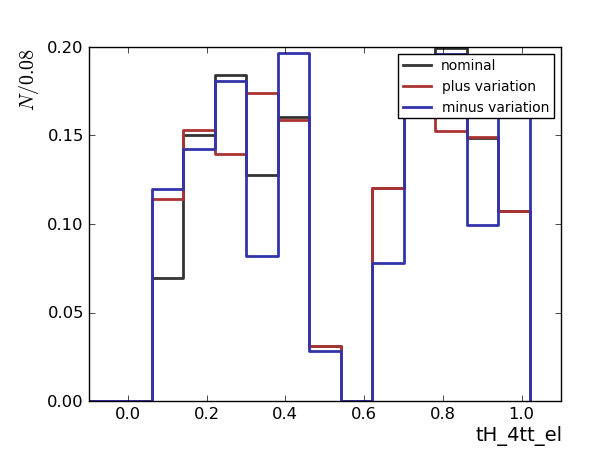 N/0.08
0.20
0.15
0.10
0.05
0.00
nominal
plus variation
minus variation
0.0 0.2 0.4 0.6 0.8 1.0
tH_4tt_el